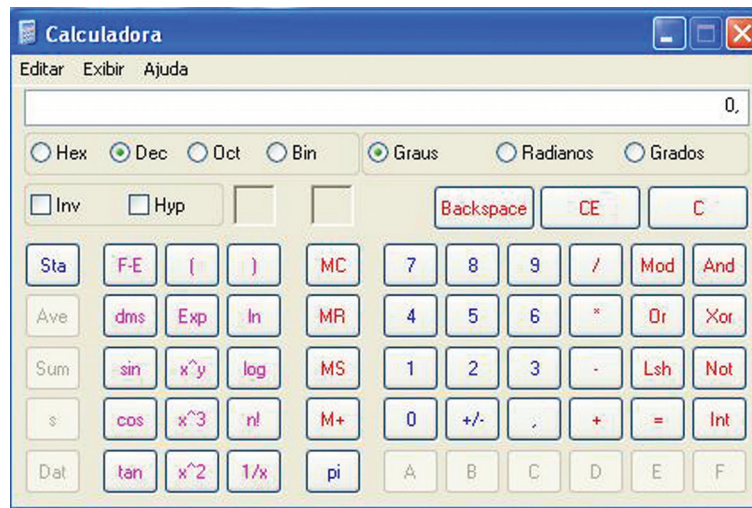 Calculadora
Editar Exibir Ajuda
0,
Hex Dec Oct Bin Graus Radianos Grados
Inv Hyp Backspace CE C
Sta F-E ( ) MC 7 8 9 / Mod And
Ave dms Exp ln MR 4 5 6 * Or Xor
Sum sin x^y log MS 1 2 3 - Lsh Not
s cos x^3 n! M+ 0 +/- , + = Int
Dat tan x^2 1/x pi A B C D E F